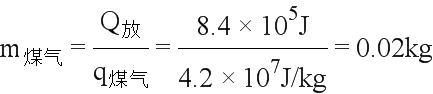 m煤气 = Q放 / q煤气 = 8.4 × 10⁵J / 4.2 × 10⁷J/kg = 0.02kg